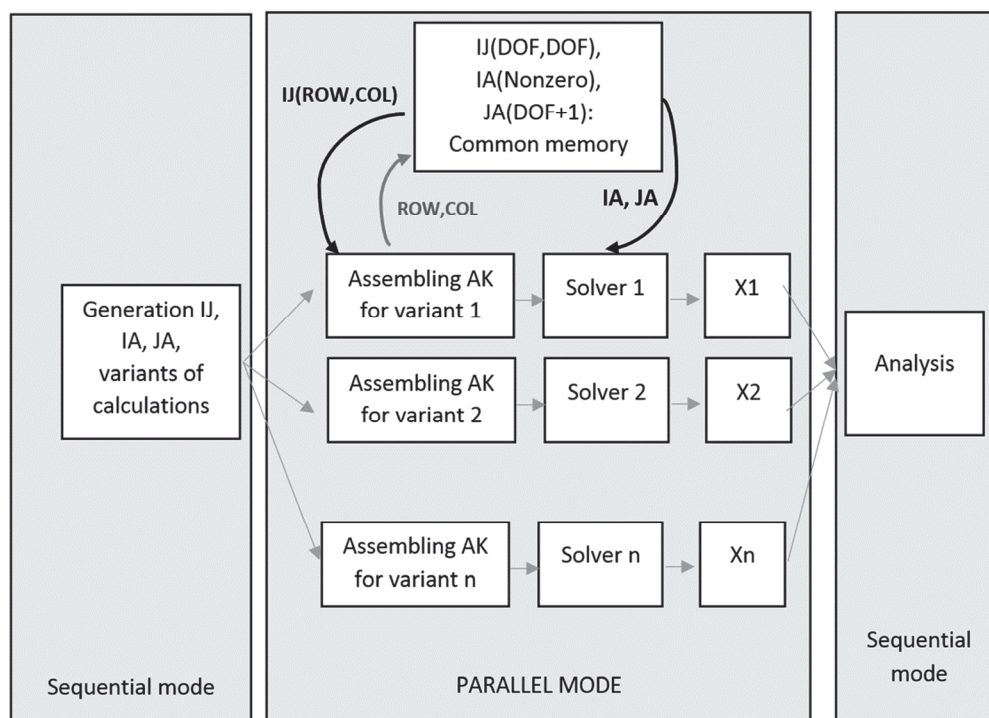 Generation IJ,
IA, JA,
variants of
calculations
Sequential mode
IJ(DOF,DOF),
IA(Nonzero),
JA(DOF+1):
Common memory
IJ(ROW,COL)
ROW,COL
IA, JA
Assembling AK
for variant 1
Solver 1
X1
Assembling AK
for variant 2
Solver 2
X2
Assembling AK
for variant n
Solver n
Xn
PARALLEL MODE
Analysis
Sequential
mode